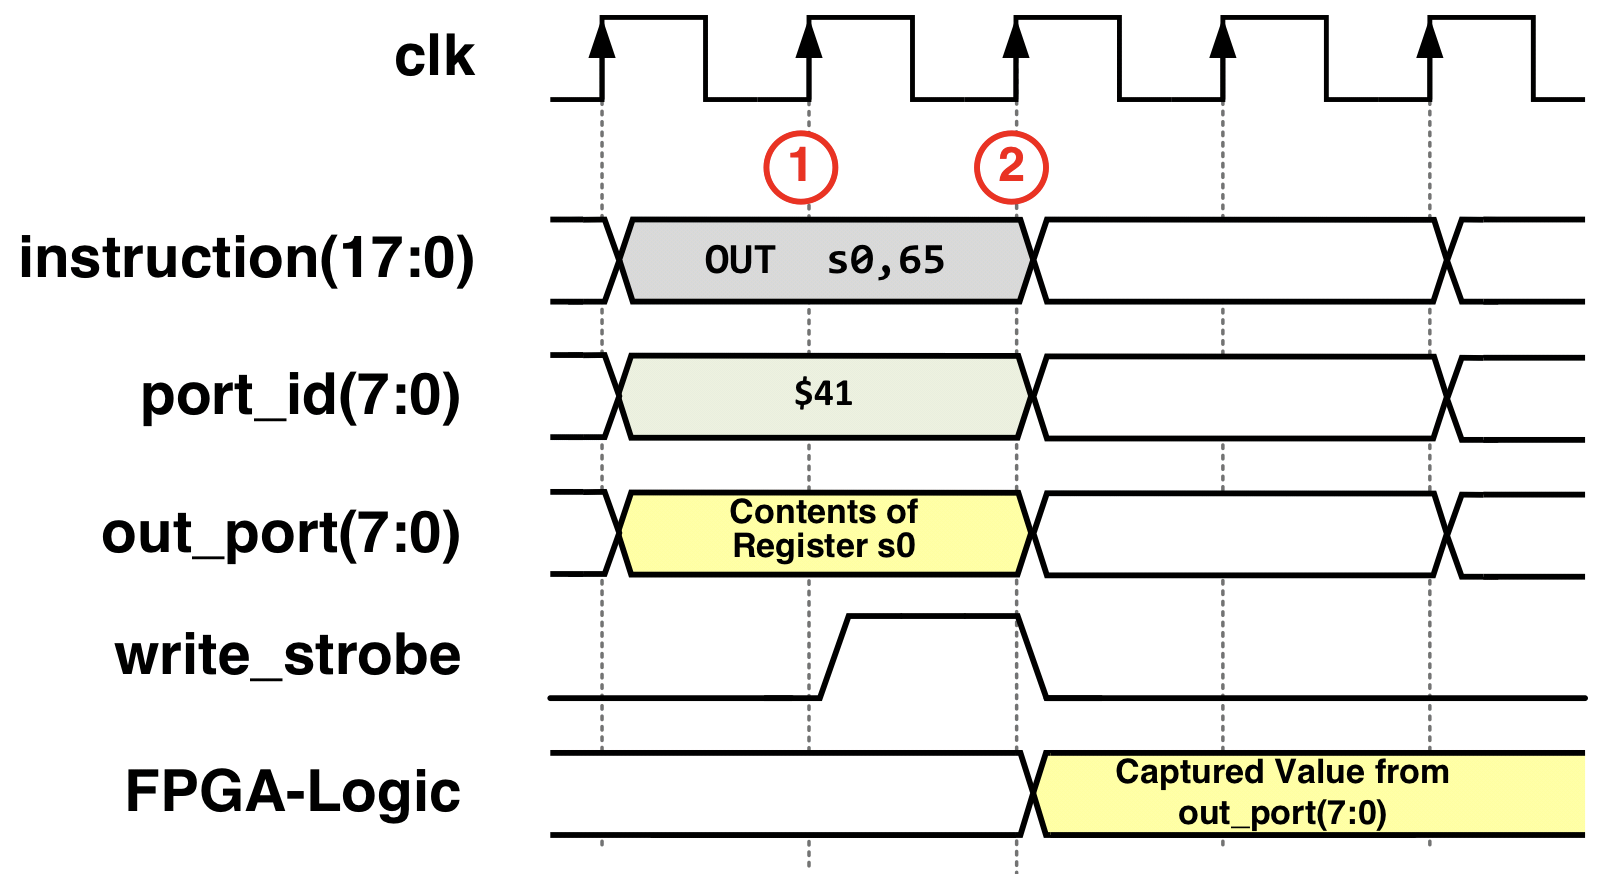 clk
1
2
instruction(17:0)
OUT s0,65
port_id(7:0)
$41
out_port(7:0)
Contents of
Register s0
write_strobe
FPGA-Logic
Captured Value from
out_port(7:0)